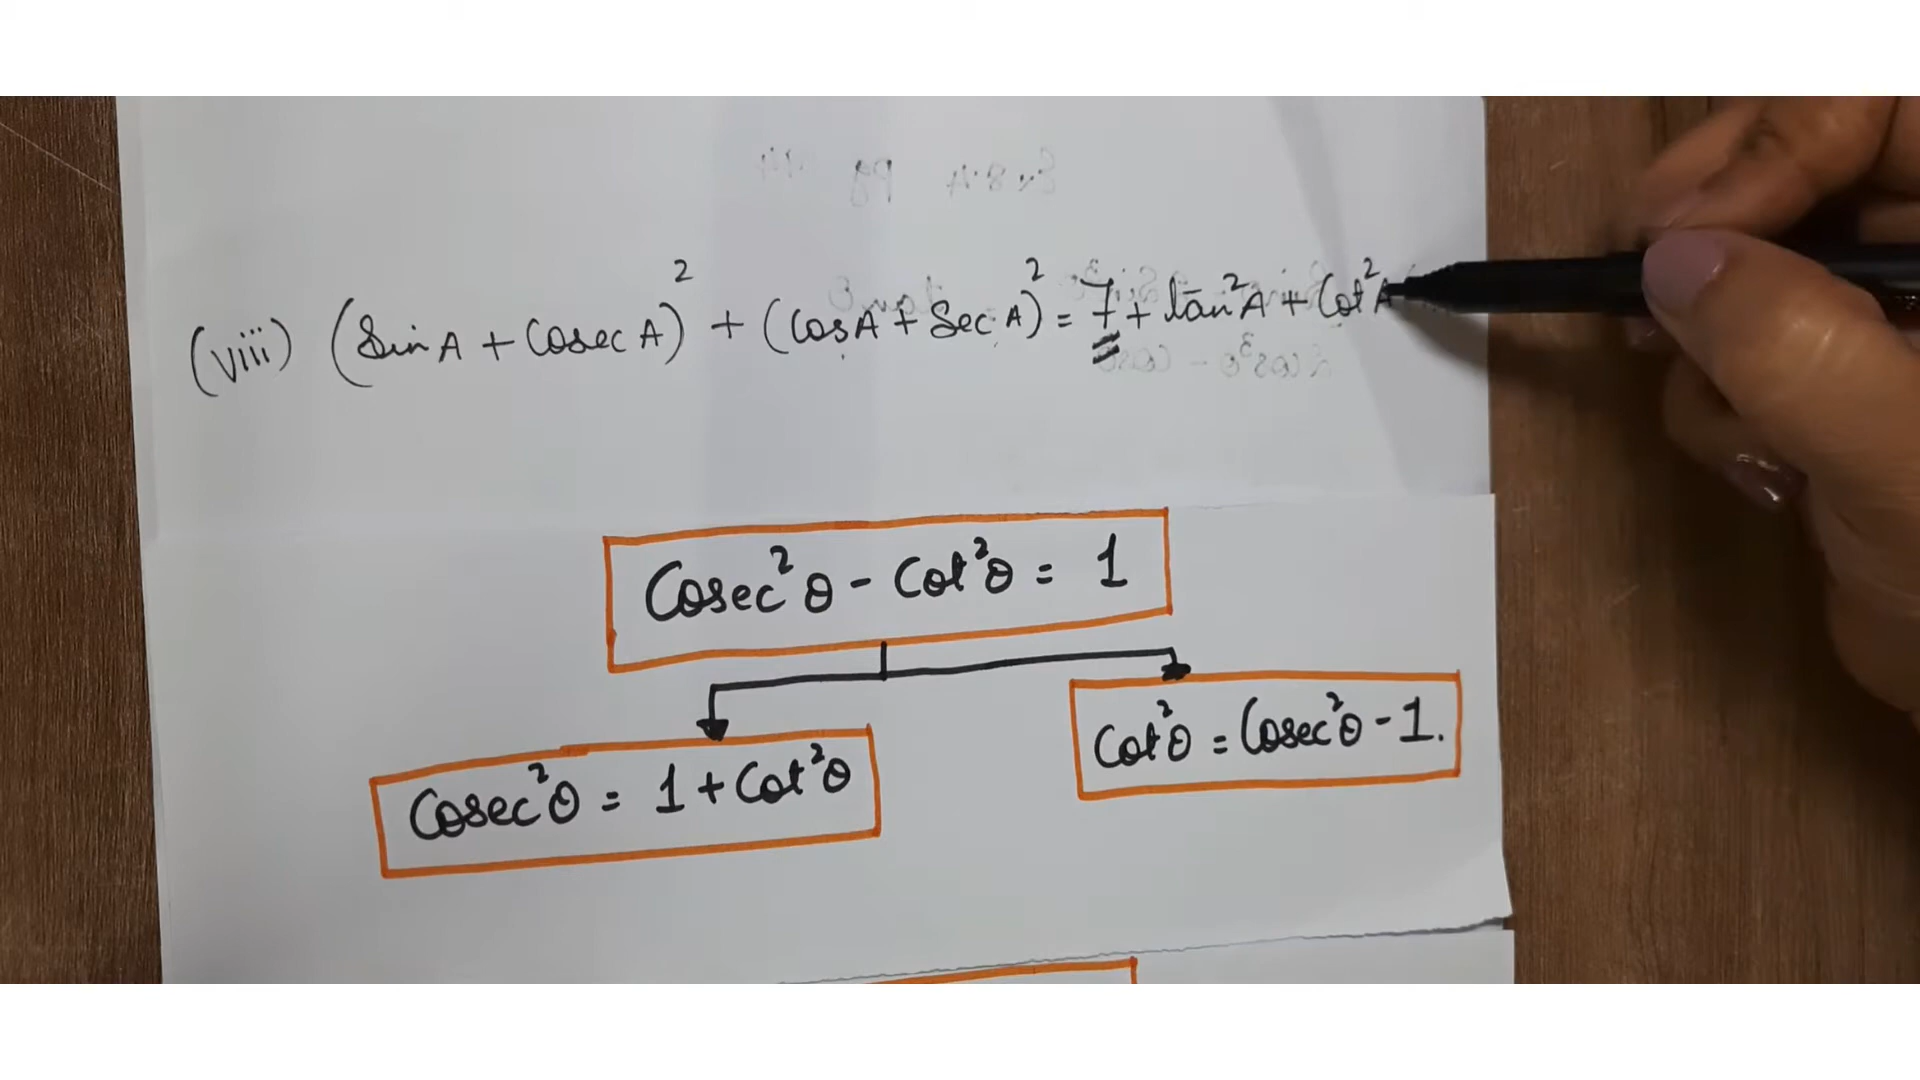 (viii) (Sin A + Cosec A)² + (Cos A + Sec A)² = 7 + tan²A + Cot²A
Cosec²θ - Cot²θ = 1
Cosec²θ = 1 + Cot²θ
Cot²θ = Cosec²θ - 1.